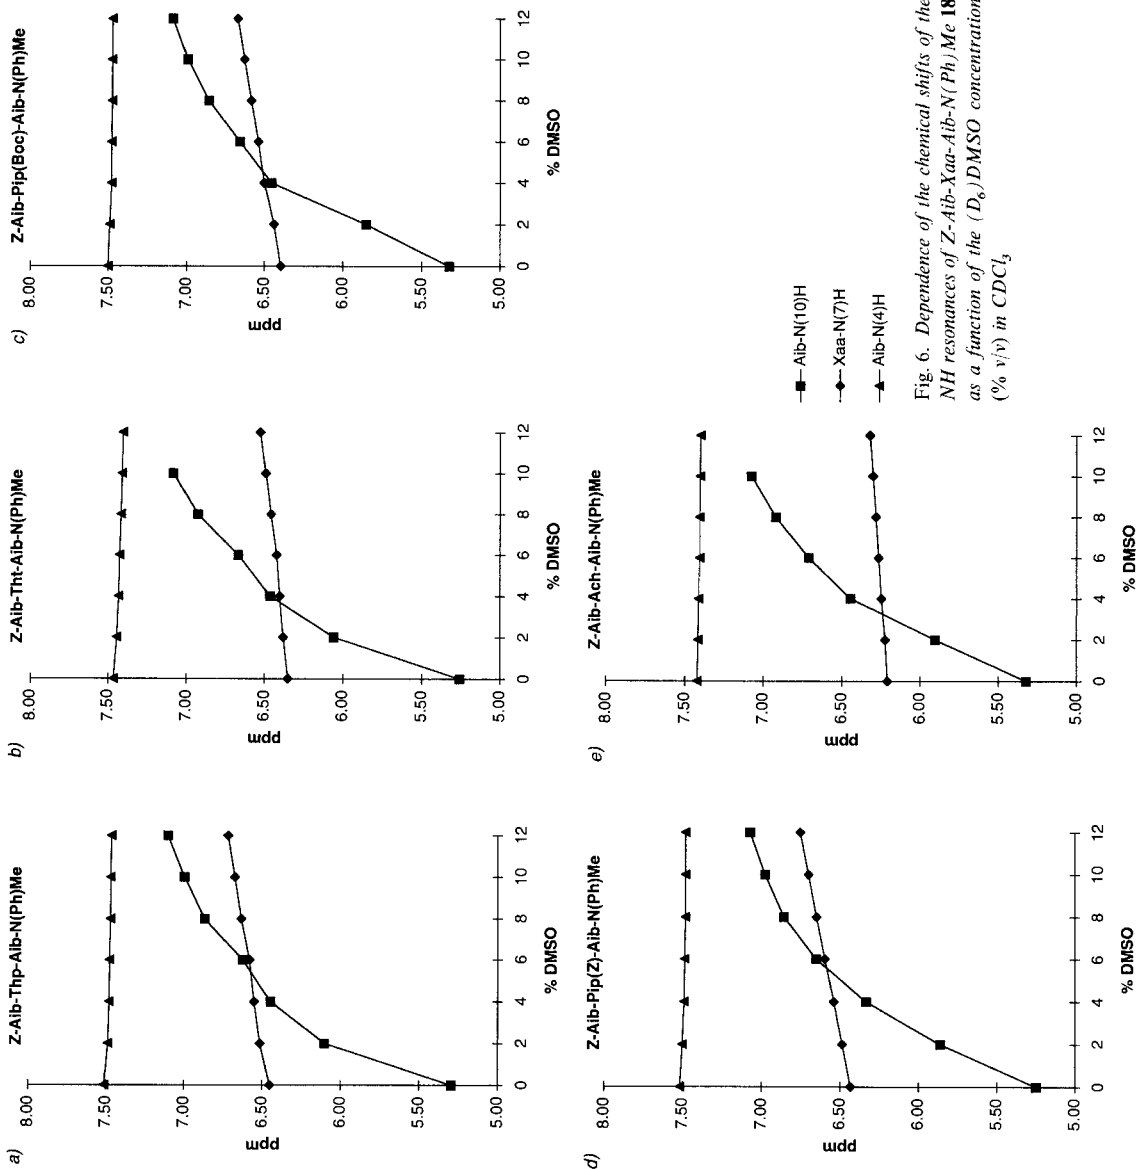 a)
Z-Aib-Thp-Aib-N(Ph)Me
8.00
7.50
7.00
6.50
6.00
5.50
5.00
ppm
0 2 4 6 8 10 12
% DMSO
b)
Z-Aib-Tht-Aib-N(Ph)Me
8.00
7.50
7.00
6.50
6.00
5.50
5.00
ppm
0 2 4 6 8 10 12
% DMSO
c)
Z-Aib-Pip(Boc)-Aib-N(Ph)Me
8.00
7.50
7.00
6.50
6.00
5.50
5.00
ppm
0 2 4 6 8 10 12
% DMSO
d)
Z-Aib-Pip(Z)-Aib-N(Ph)Me
8.00
7.50
7.00
6.50
6.00
5.50
5.00
ppm
0 2 4 6 8 10 12
% DMSO
e)
Z-Aib-Ach-Aib-N(Ph)Me
8.00
7.50
7.00
6.50
6.00
5.50
5.00
ppm
0 2 4 6 8 10 12
% DMSO
Aib-N(10)H
Xaa-N(7)H
Aib-N(4)H
Fig. 6. Dependence of the chemical shifts of the
NH resonances of Z-Aib-Xaa-Aib-N(Ph)Me 18
as a function of the (D₆)DMSO concentration
(% v/v) in CDCl₃